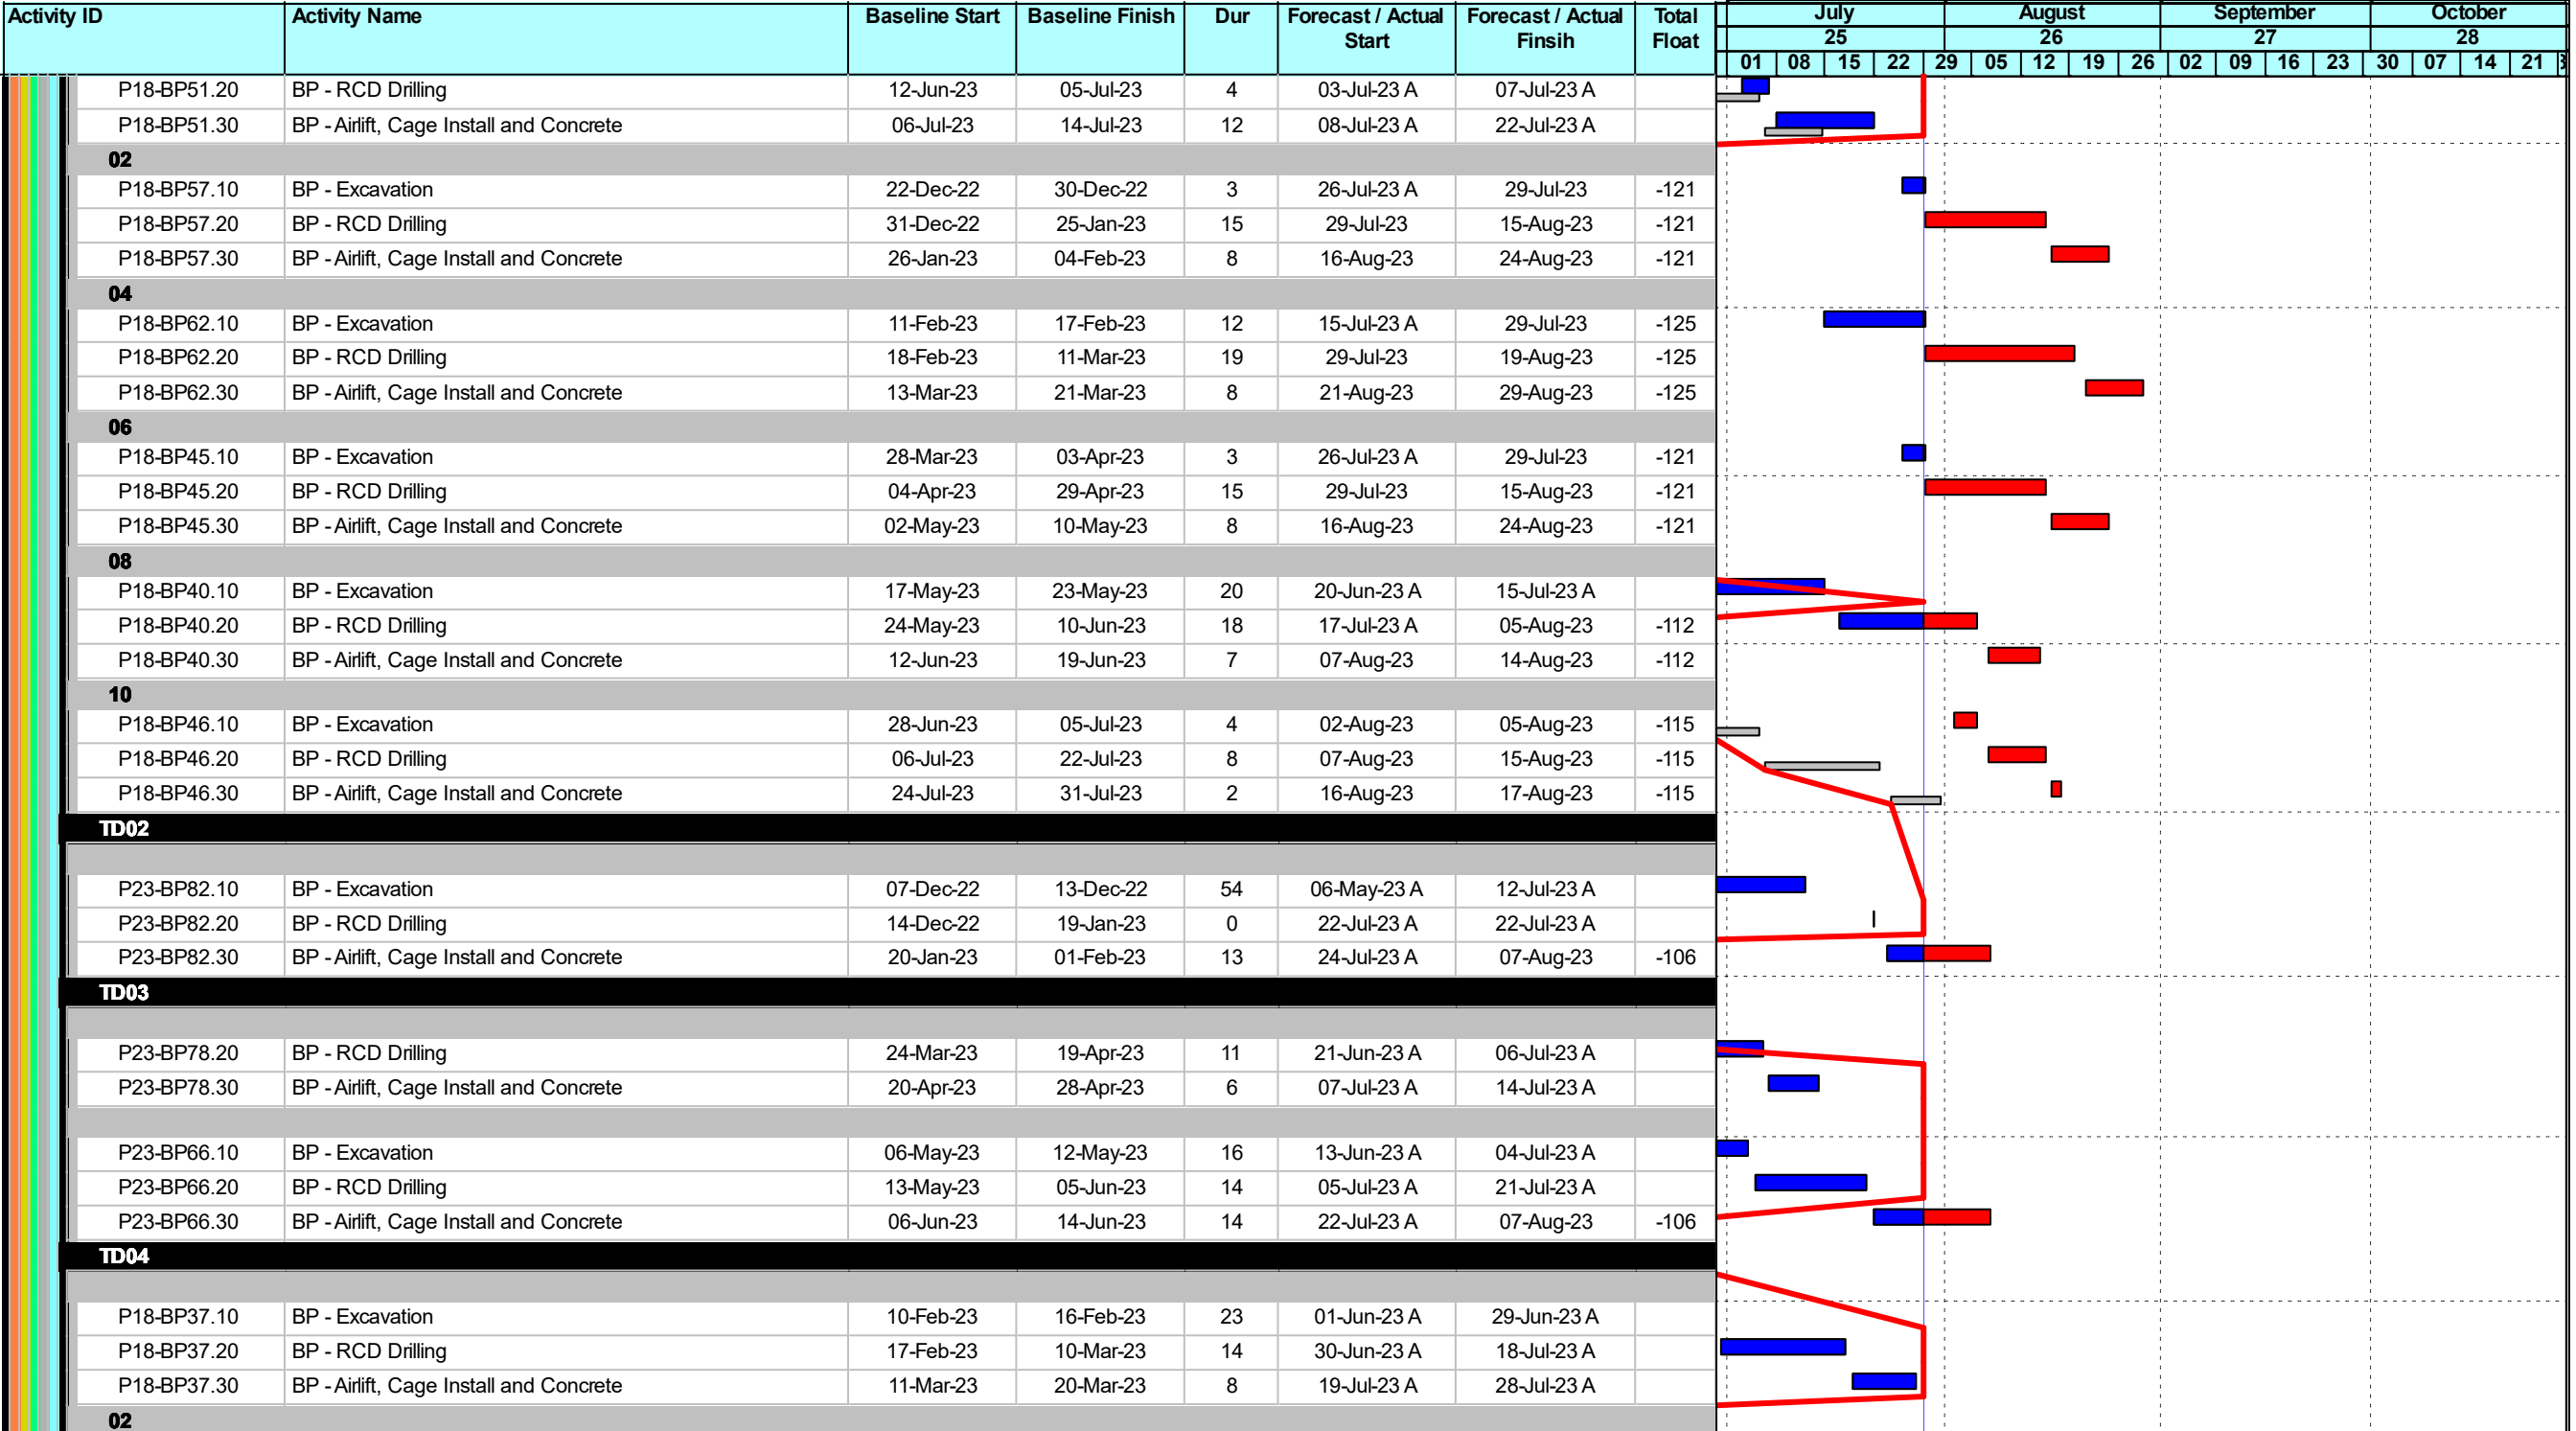 Activity ID Activity Name Baseline Start Baseline Finish Dur Forecast / Actual Start Forecast / Actual Finsih Total Float July August September October
25 26 27 28
01 08 15 22 29 05 12 19 26 02 09 16 23 30 07 14 21
P18-BP51.20 BP - RCD Drilling 12-Jun-23 05-Jul-23 4 03-Jul-23 A 07-Jul-23 A
P18-BP51.30 BP - Airlift, Cage Install and Concrete 06-Jul-23 14-Jul-23 12 08-Jul-23 A 22-Jul-23 A
02
P18-BP57.10 BP - Excavation 22-Dec-22 30-Dec-22 3 26-Jul-23 A 29-Jul-23 -121
P18-BP57.20 BP - RCD Drilling 31-Dec-22 25-Jan-23 15 29-Jul-23 15-Aug-23 -121
P18-BP57.30 BP - Airlift, Cage Install and Concrete 26-Jan-23 04-Feb-23 8 16-Aug-23 24-Aug-23 -121
04
P18-BP62.10 BP - Excavation 11-Feb-23 17-Feb-23 12 15-Jul-23 A 29-Jul-23 -125
P18-BP62.20 BP - RCD Drilling 18-Feb-23 11-Mar-23 19 29-Jul-23 19-Aug-23 -125
P18-BP62.30 BP - Airlift, Cage Install and Concrete 13-Mar-23 21-Mar-23 8 21-Aug-23 29-Aug-23 -125
06
P18-BP45.10 BP - Excavation 28-Mar-23 03-Apr-23 3 26-Jul-23 A 29-Jul-23 -121
P18-BP45.20 BP - RCD Drilling 04-Apr-23 29-Apr-23 15 29-Jul-23 15-Aug-23 -121
P18-BP45.30 BP - Airlift, Cage Install and Concrete 02-May-23 10-May-23 8 16-Aug-23 24-Aug-23 -121
08
P18-BP40.10 BP - Excavation 17-May-23 23-May-23 20 20-Jun-23 A 15-Jul-23 A
P18-BP40.20 BP - RCD Drilling 24-May-23 10-Jun-23 18 17-Jul-23 A 05-Aug-23 -112
P18-BP40.30 BP - Airlift, Cage Install and Concrete 12-Jun-23 19-Jun-23 7 07-Aug-23 14-Aug-23 -112
10
P18-BP46.10 BP - Excavation 28-Jun-23 05-Jul-23 4 02-Aug-23 05-Aug-23 -115
P18-BP46.20 BP - RCD Drilling 06-Jul-23 22-Jul-23 8 07-Aug-23 15-Aug-23 -115
P18-BP46.30 BP - Airlift, Cage Install and Concrete 24-Jul-23 31-Jul-23 2 16-Aug-23 17-Aug-23 -115
TD02
P23-BP82.10 BP - Excavation 07-Dec-22 13-Dec-22 54 06-May-23 A 12-Jul-23 A
P23-BP82.20 BP - RCD Drilling 14-Dec-22 19-Jan-23 0 22-Jul-23 A 22-Jul-23 A
P23-BP82.30 BP - Airlift, Cage Install and Concrete 20-Jan-23 01-Feb-23 13 24-Jul-23 A 07-Aug-23 -106
TD03
P23-BP78.20 BP - RCD Drilling 24-Mar-23 19-Apr-23 11 21-Jun-23 A 06-Jul-23 A
P23-BP78.30 BP - Airlift, Cage Install and Concrete 20-Apr-23 28-Apr-23 6 07-Jul-23 A 14-Jul-23 A
P23-BP66.10 BP - Excavation 06-May-23 12-May-23 16 13-Jun-23 A 04-Jul-23 A
P23-BP66.20 BP - RCD Drilling 13-May-23 05-Jun-23 14 05-Jul-23 A 21-Jul-23 A
P23-BP66.30 BP - Airlift, Cage Install and Concrete 06-Jun-23 14-Jun-23 14 22-Jul-23 A 07-Aug-23 -106
TD04
P18-BP37.10 BP - Excavation 10-Feb-23 16-Feb-23 23 01-Jun-23 A 29-Jun-23 A
P18-BP37.20 BP - RCD Drilling 17-Feb-23 10-Mar-23 14 30-Jun-23 A 18-Jul-23 A
P18-BP37.30 BP - Airlift, Cage Install and Concrete 11-Mar-23 20-Mar-23 8 19-Jul-23 A 28-Jul-23 A
02